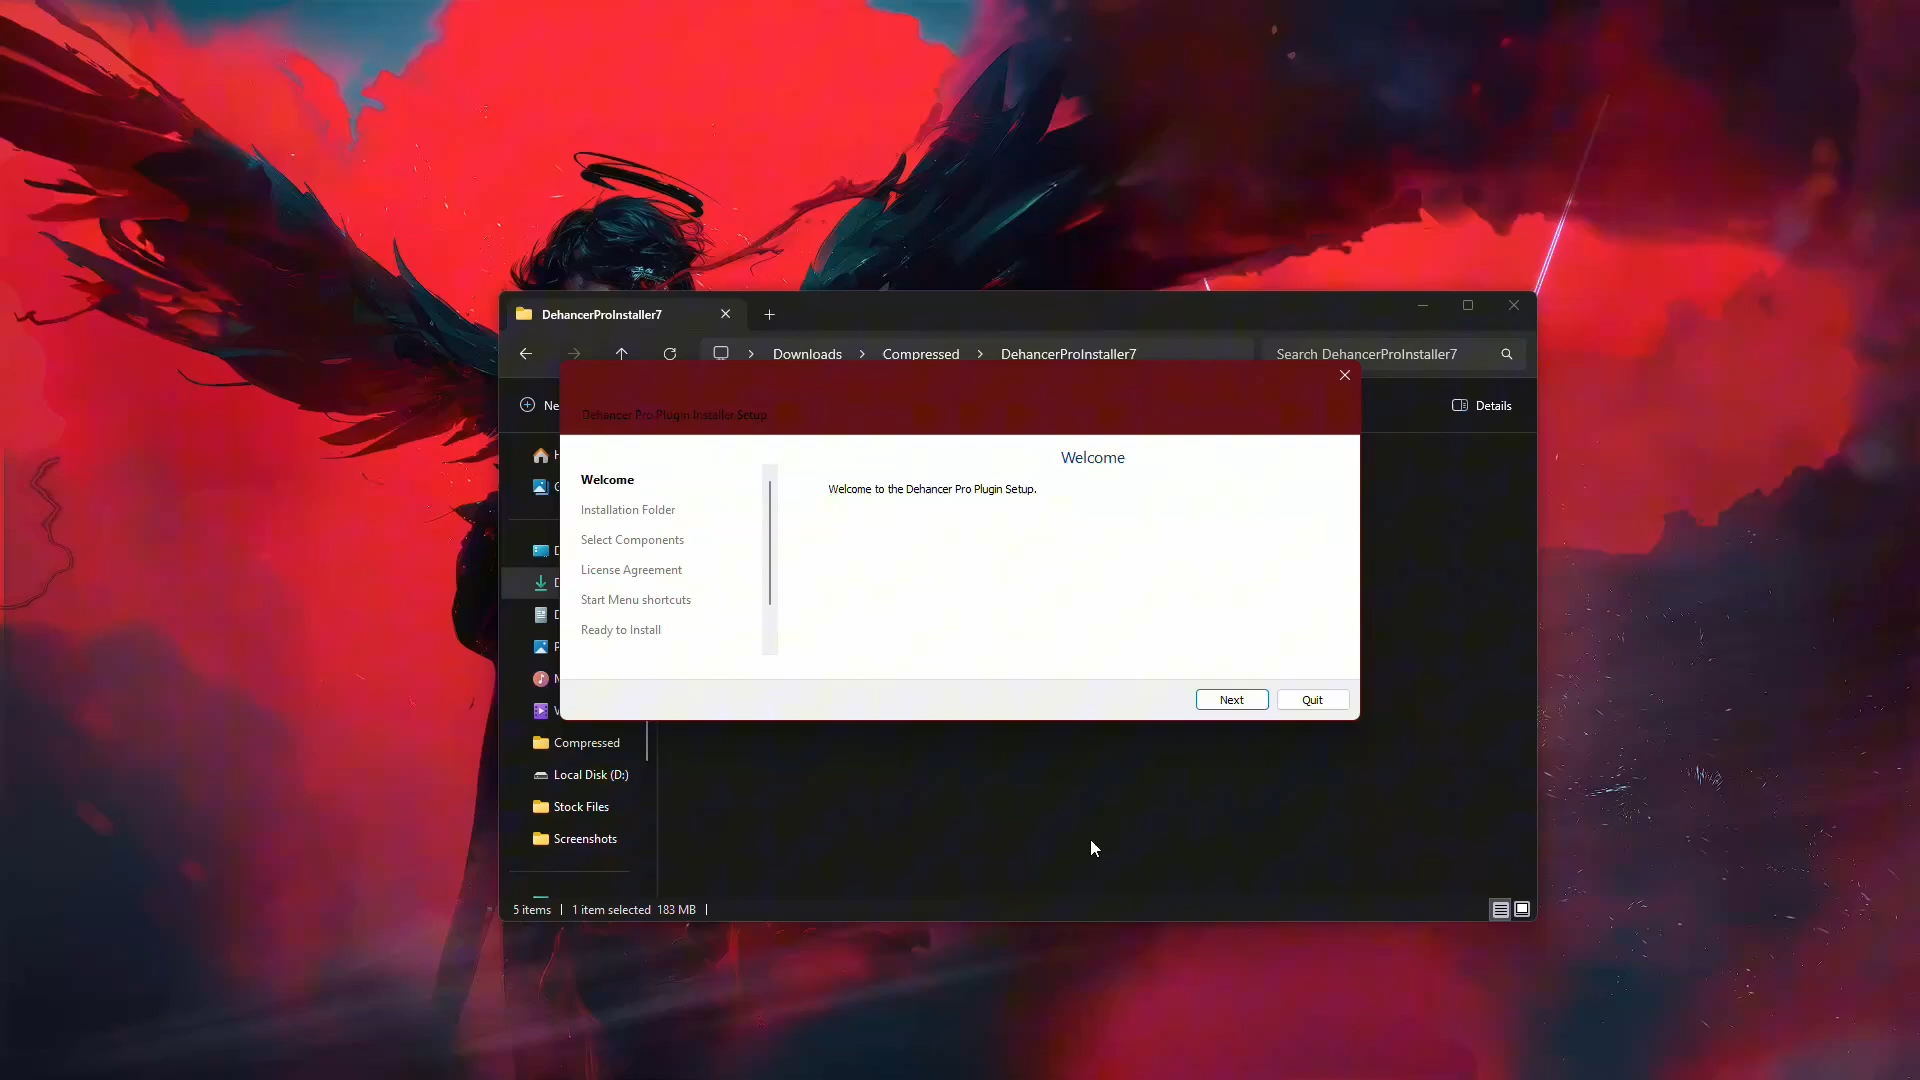 DehancerProInstaller7
Downloads > Compressed > DehancerProInstaller7
Search DehancerProInstaller7
Ne
Details
Dehancer Pro Plugin Installer Setup
Welcome
Welcome
Welcome to the Dehancer Pro Plugin Setup.
Installation Folder
Select Components
License Agreement
Start Menu shortcuts
Ready to Install
Next
Quit
Compressed
Local Disk (D:)
Stock Files
Screenshots
5 items
1 item selected 183 MB